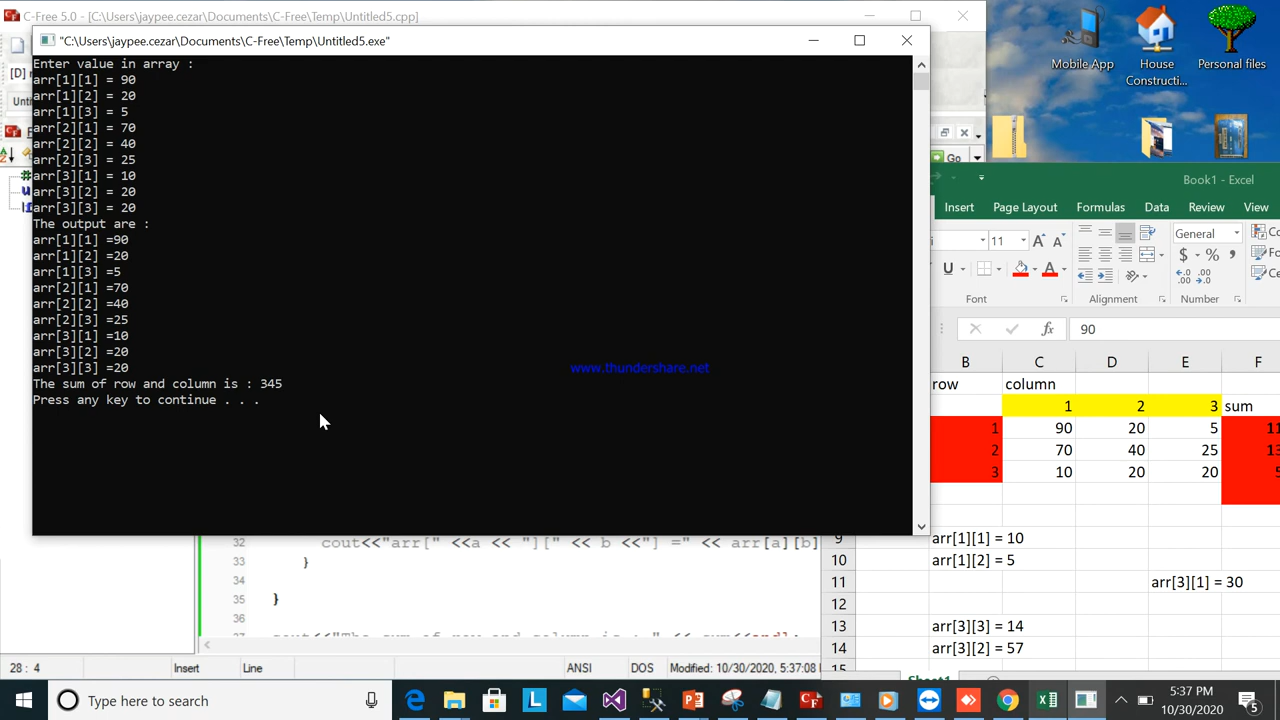 C-Free 5.0 - [C:\Users\jaypee.cezar\Documents\C-Free\Temp\Untitled5.cpp]
"C:\Users\jaypee.cezar\Documents\C-Free\Temp\Untitled5.exe"
Enter value in array :
arr[1][1] = 90
arr[1][2] = 20
arr[1][3] = 5
arr[2][1] = 70
arr[2][2] = 40
arr[2][3] = 25
arr[3][1] = 10
arr[3][2] = 20
arr[3][3] = 20
The output are :
arr[1][1] =90
arr[1][2] =20
arr[1][3] =5
arr[2][1] =70
arr[2][2] =40
arr[2][3] =25
arr[3][1] =10
arr[3][2] =20
arr[3][3] =20
The sum of row and column is : 345
Press any key to continue . . .
www.thundershare.net
[D]
Go
32 cout<<"arr[" <<a << "][" << b <<"] =" << arr[a][b]
33 }
34
35 }
36
28 : 4 Insert Line ANSI DOS Modified: 10/30/2020, 5:37:08
Mobile App
House
Constructi...
Personal files
Book1 - Excel
Insert Page Layout Formulas Data Review View
11 A A General
U A $ % ,
Font Alignment Number
fx 90
B C D E F
row column
1 2 3 sum
1 90 20 5 11
2 70 40 25 13
3 10 20 20 5
9 arr[1][1] = 10
10 arr[1][2] = 5
11 arr[3][1] = 30
12
13 arr[3][3] = 14
14 arr[3][2] = 57
15
Type here to search
5:37 PM
10/30/2020
5